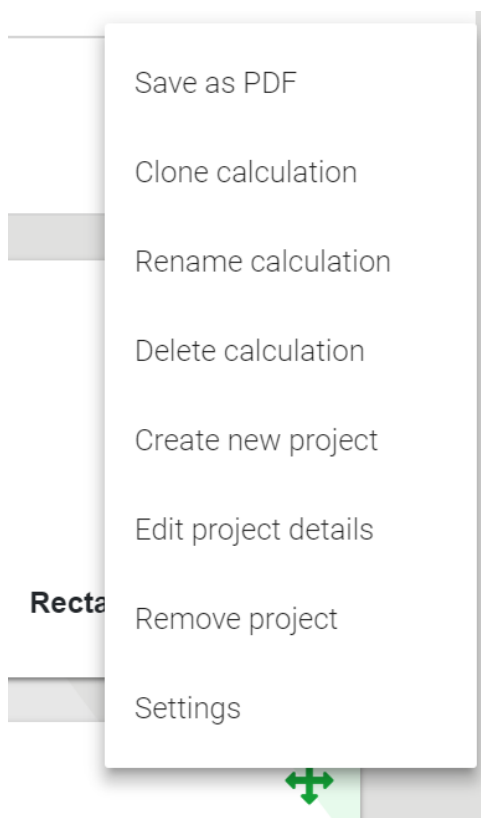 Save as PDF
Clone calculation
Rename calculation
Delete calculation
Create new project
Edit project details
Recta
Remove project
Settings